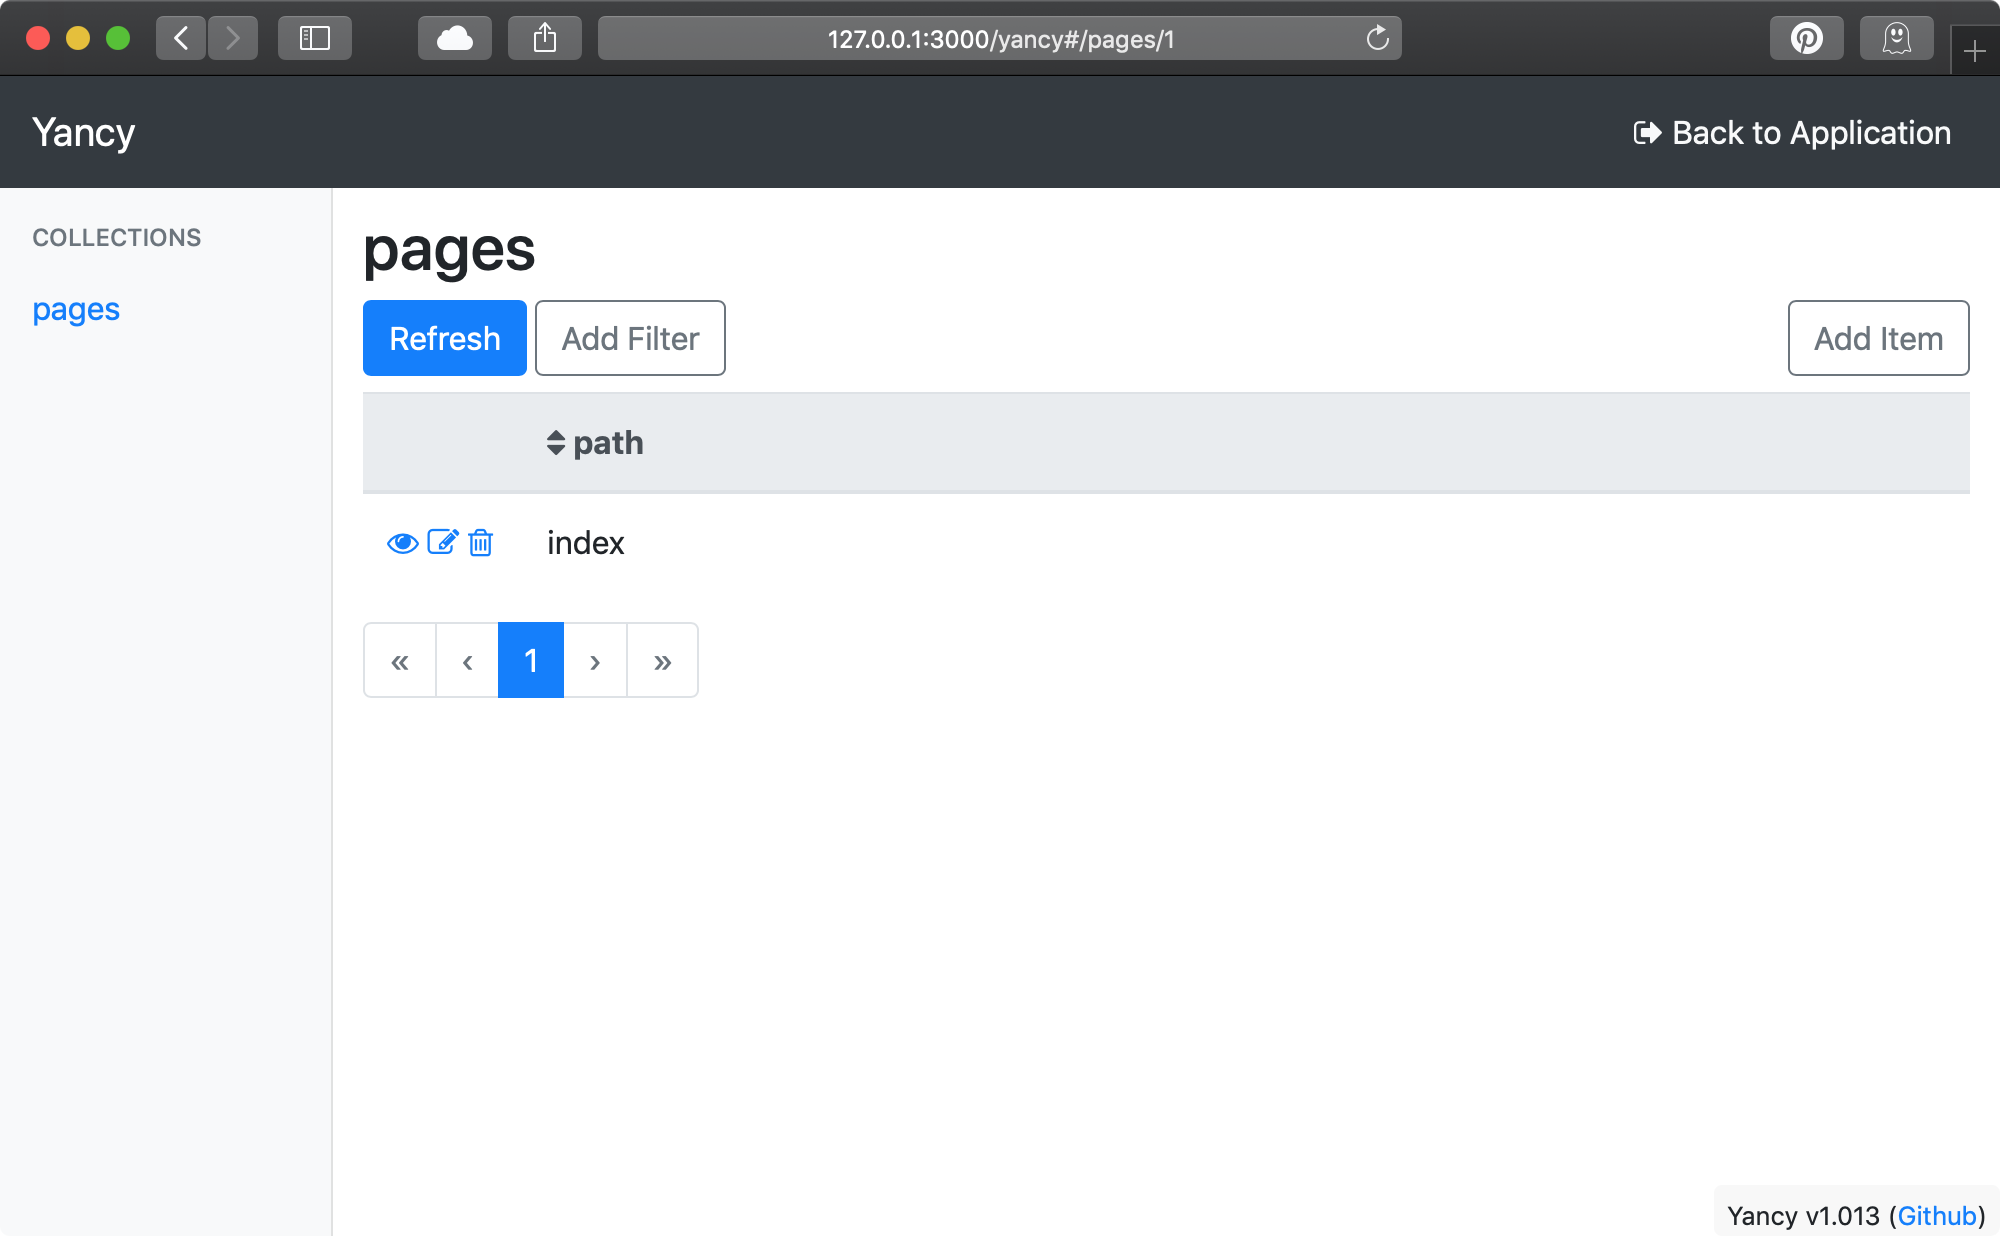 127.0.0.1:3000/yancy#/pages/1
Yancy
Back to Application
COLLECTIONS
pages
pages
Refresh
Add Filter
Add Item
path
index
« ‹ 1 › »
Yancy v1.013 (Github)